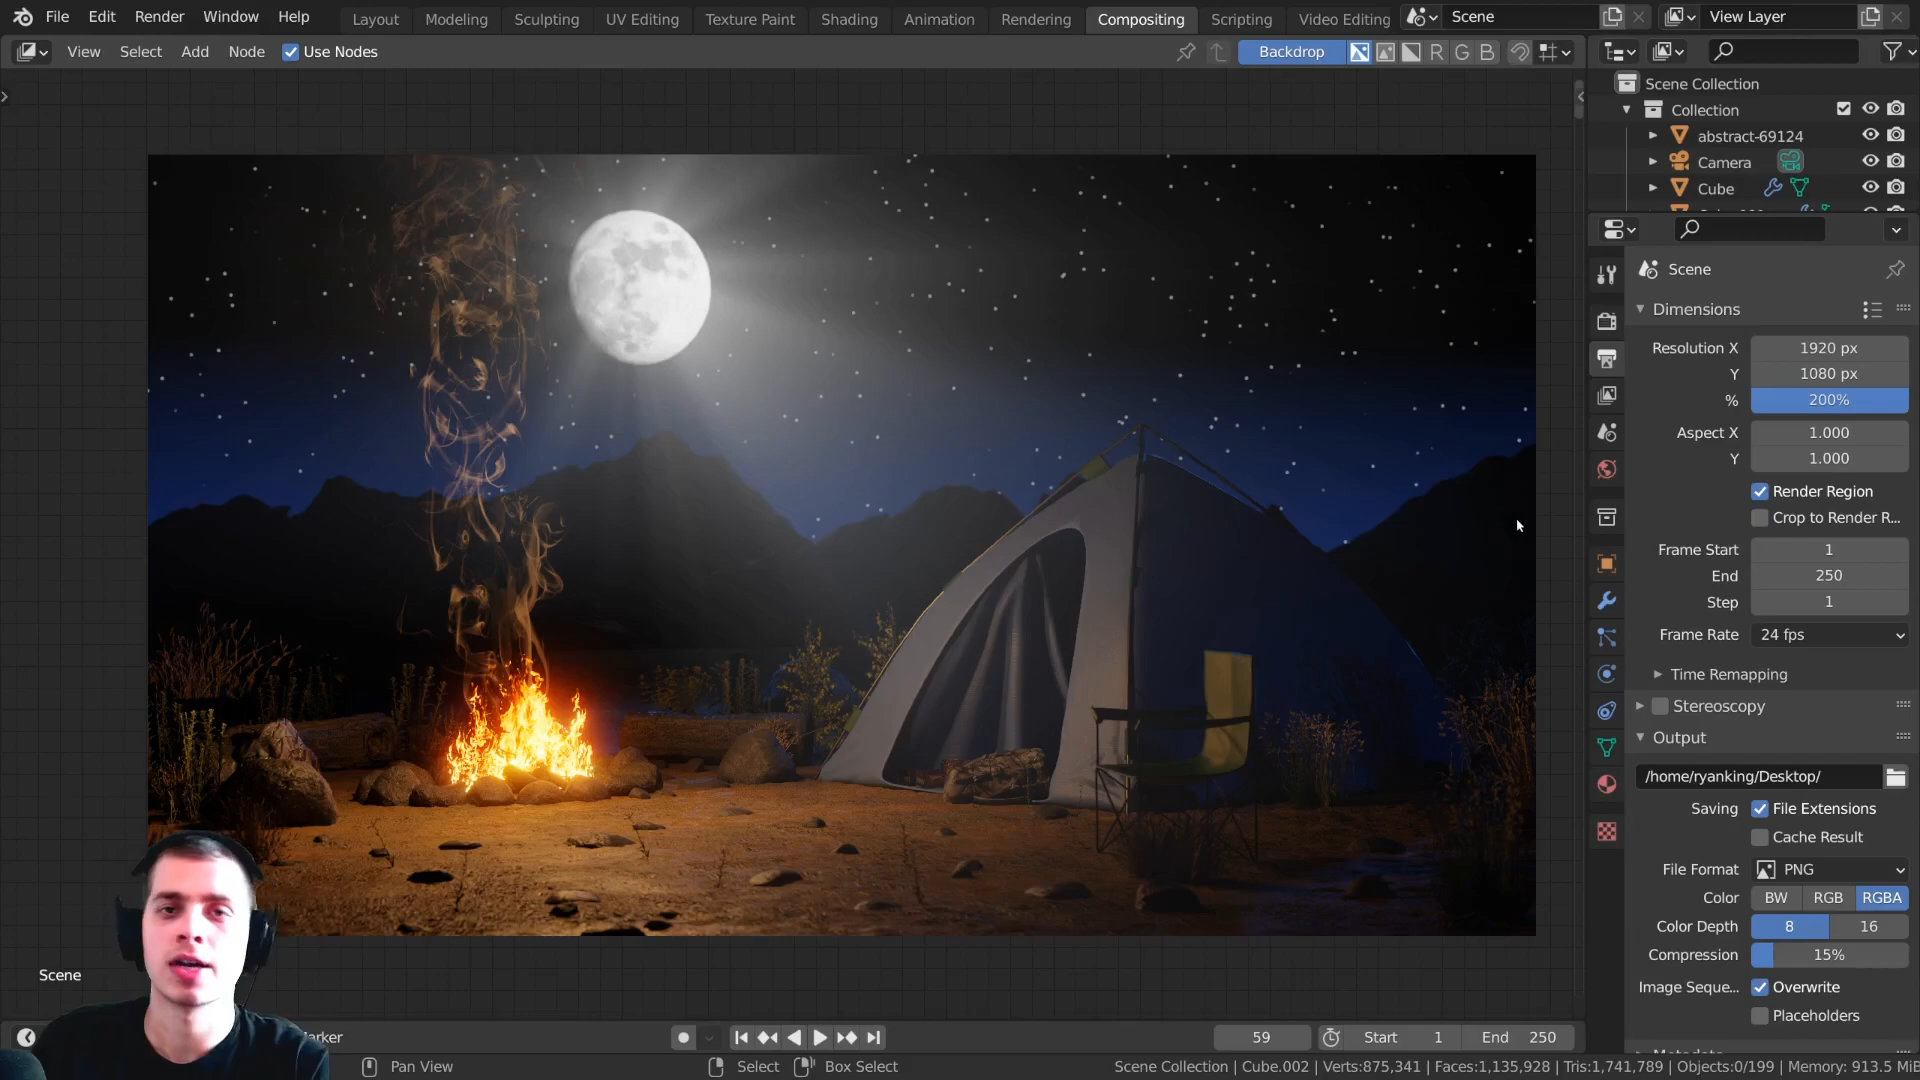 File Edit Render Window Help
Layout Modeling Sculpting UV Editing Texture Paint Shading Animation Rendering Compositing Scripting Video Editing
Scene
View Layer
View Select Add Node Use Nodes
Backdrop R G B
Scene Collection
Collection
abstract-69124
Camera
Cube
Scene
Dimensions
Resolution X 1920 px
Y 1080 px
% 200%
Aspect X 1.000
Y 1.000
Render Region
Crop to Render R...
Frame Start 1
End 250
Step 1
Frame Rate 24 fps
Time Remapping
Stereoscopy
Output
/home/ryanking/Desktop/
Saving File Extensions
Cache Result
File Format PNG
Color BW RGB RGBA
Color Depth 8 16
Compression 15%
Image Seque... Overwrite
Placeholders
Scene
arker
59 Start 1 End 250
Pan View Select Box Select
Scene Collection | Cube.002 | Verts:875,341 | Faces:1,135,928 | Tris:1,741,789 | Objects:0/199 | Memory: 913.5 MiB